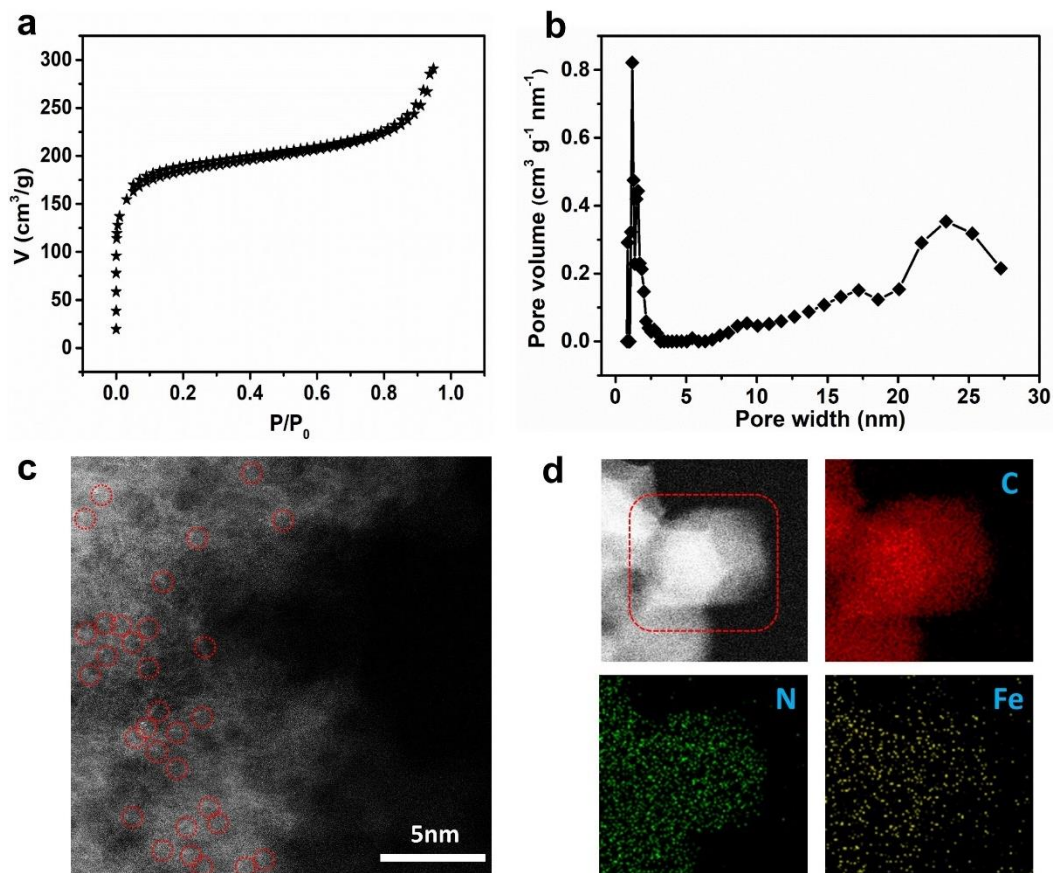 a
300
250
200
150
100
50
0
V (cm³/g)
0.0 0.2 0.4 0.6 0.8 1.0
P/P₀
b
0.8
0.6
0.4
0.2
0.0
Pore volume (cm³ g⁻¹ nm⁻¹)
0 5 10 15 20 25 30
Pore width (nm)
c
5nm
d
C
N
Fe